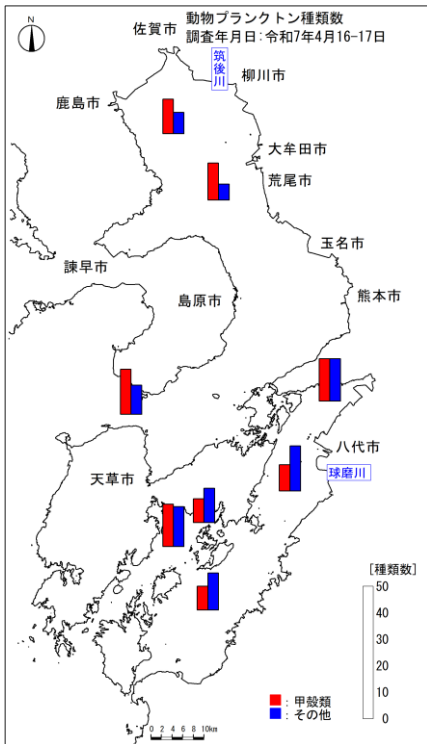 動物プランクトン種類数
調査年月日:令和7年4月16-17日
N
佐賀市
筑後川
柳川市
鹿島市
大牟田市
荒尾市
玉名市
諫早市
島原市
熊本市
八代市
球磨川
天草市
[種類数]
50
40
30
20
10
0
:甲殻類
:その他
0 2 4 6 8 10km